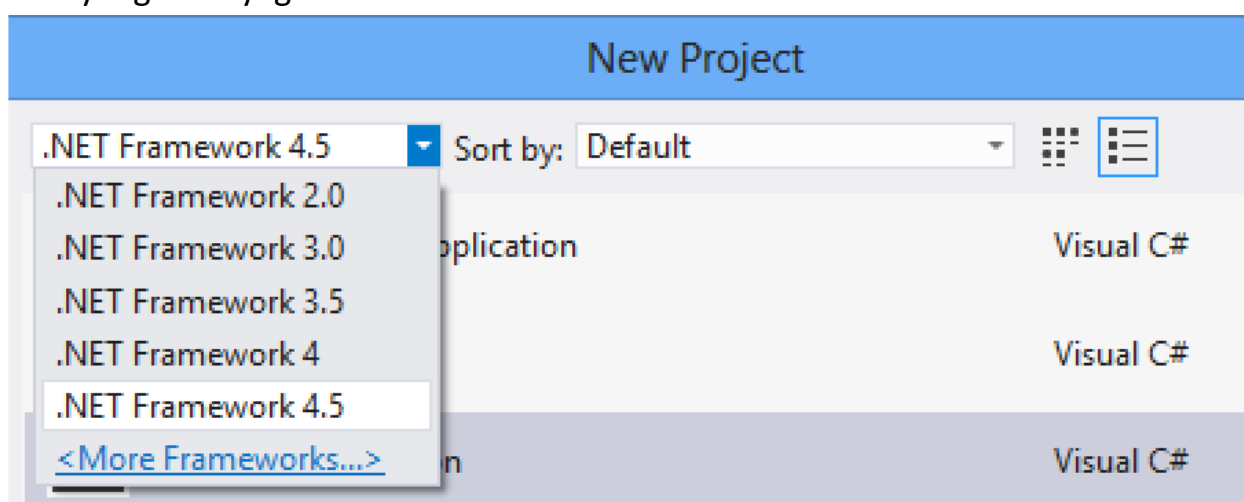 New Project
.NET Framework 4.5 Sort by: Default
.NET Framework 2.0
.NET Framework 3.0
pplication Visual C#
.NET Framework 3.5
.NET Framework 4
Visual C#
.NET Framework 4.5
<More Frameworks...>
n Visual C#